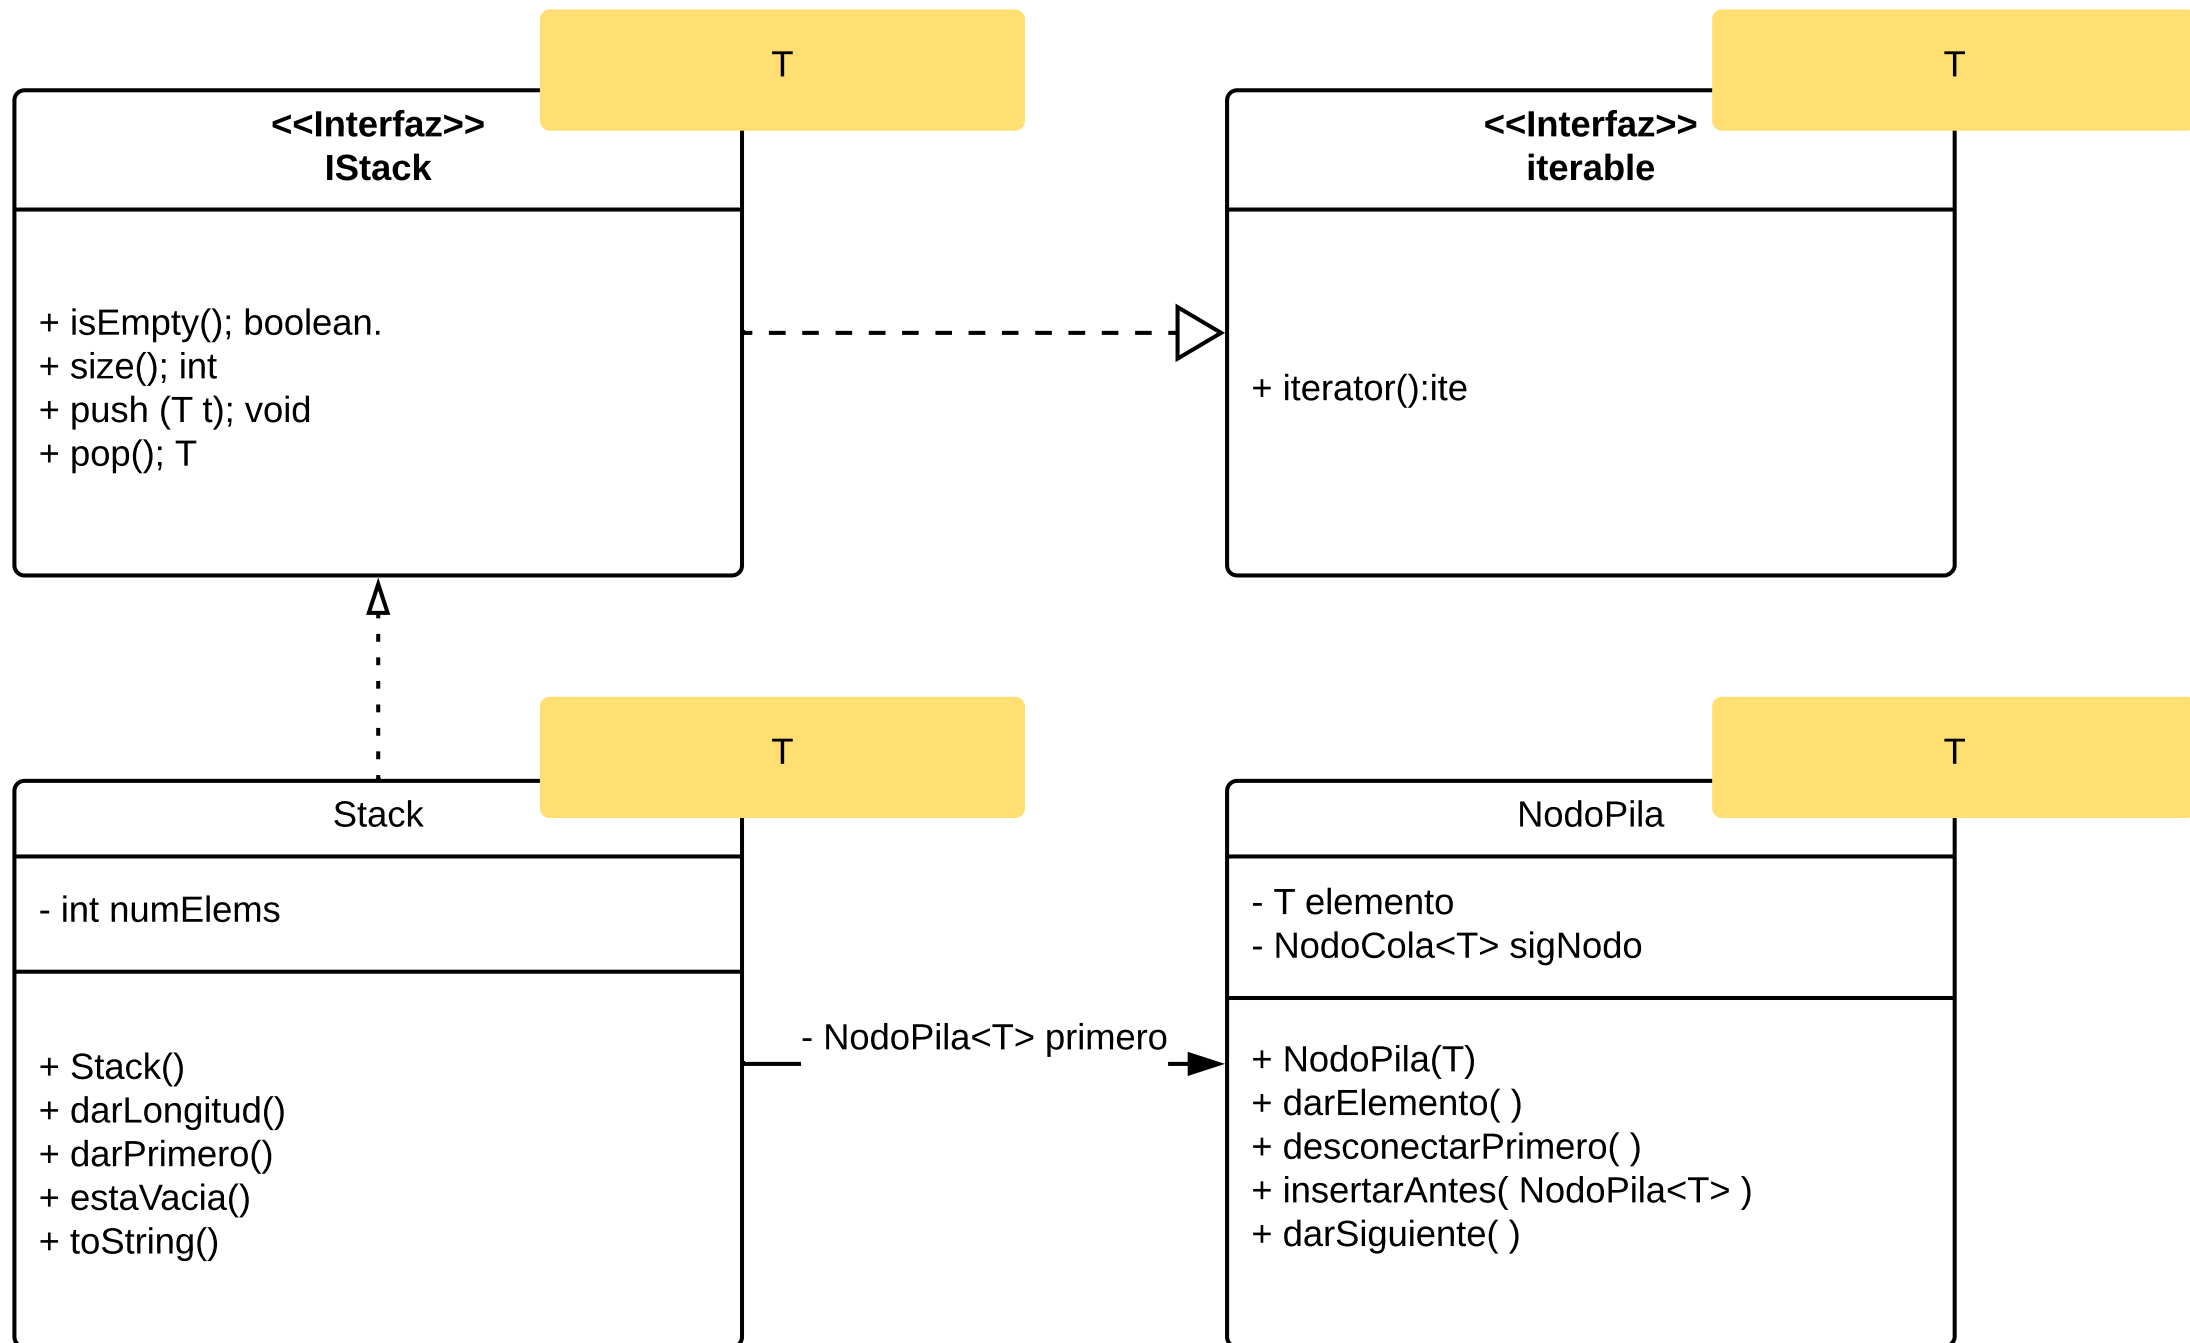 T
<<Interfaz>>
IStack
+ isEmpty(); boolean.
+ size(); int
+ push (T t); void
+ pop(); T
T
<<Interfaz>>
iterable
+ iterator():ite
T
Stack
- int numElems
+ Stack()
+ darLongitud()
+ darPrimero()
+ estaVacia()
+ toString()
- NodoPila<T> primero
T
NodoPila
- T elemento
- NodoCola<T> sigNodo
+ NodoPila(T)
+ darElemento( )
+ desconectarPrimero( )
+ insertarAntes( NodoPila<T> )
+ darSiguiente( )